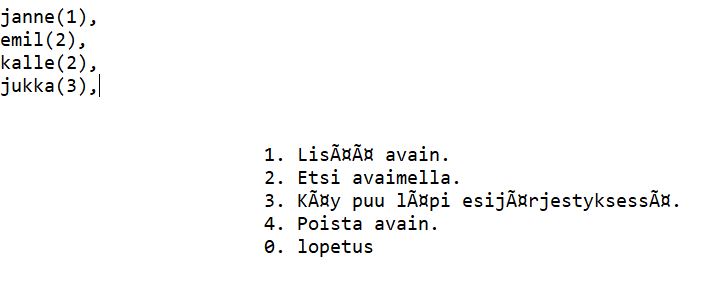 janne(1),
emil(2),
kalle(2),
jukka(3),
1. LisÃ¤Ã¤ avain.
2. Etsi avaimella.
3. KÃ¤y puu lÃ¤pi esijÃ¤rjestyksessÃ¤.
4. Poista avain.
0. lopetus